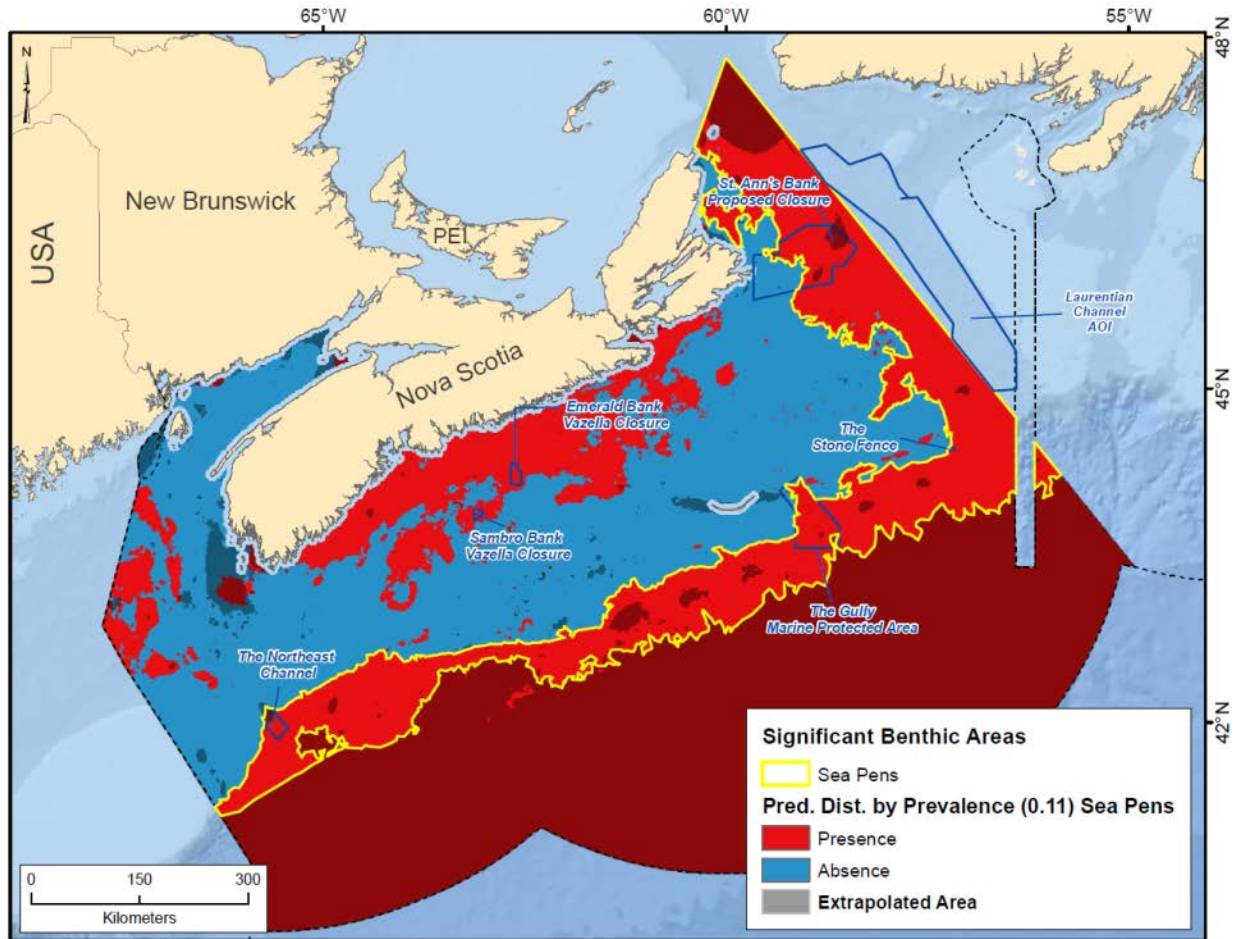 65°W
60°W
55°W
48°N
N
New Brunswick
PEI
USA
St. Ann's Bank
Proposed Closure
Laurentian
Channel
AOI
Nova Scotia
45°N
Emerald Bank
Vazella Closure
The
Stone Fence
Sambro Bank
Vazella Closure
The Gully
Marine Protected Area
The Northeast
Channel
42°N
Significant Benthic Areas
Sea Pens
Pred. Dist. by Prevalence (0.11) Sea Pens
Presence
Absence
Extrapolated Area
0 150 300
Kilometers